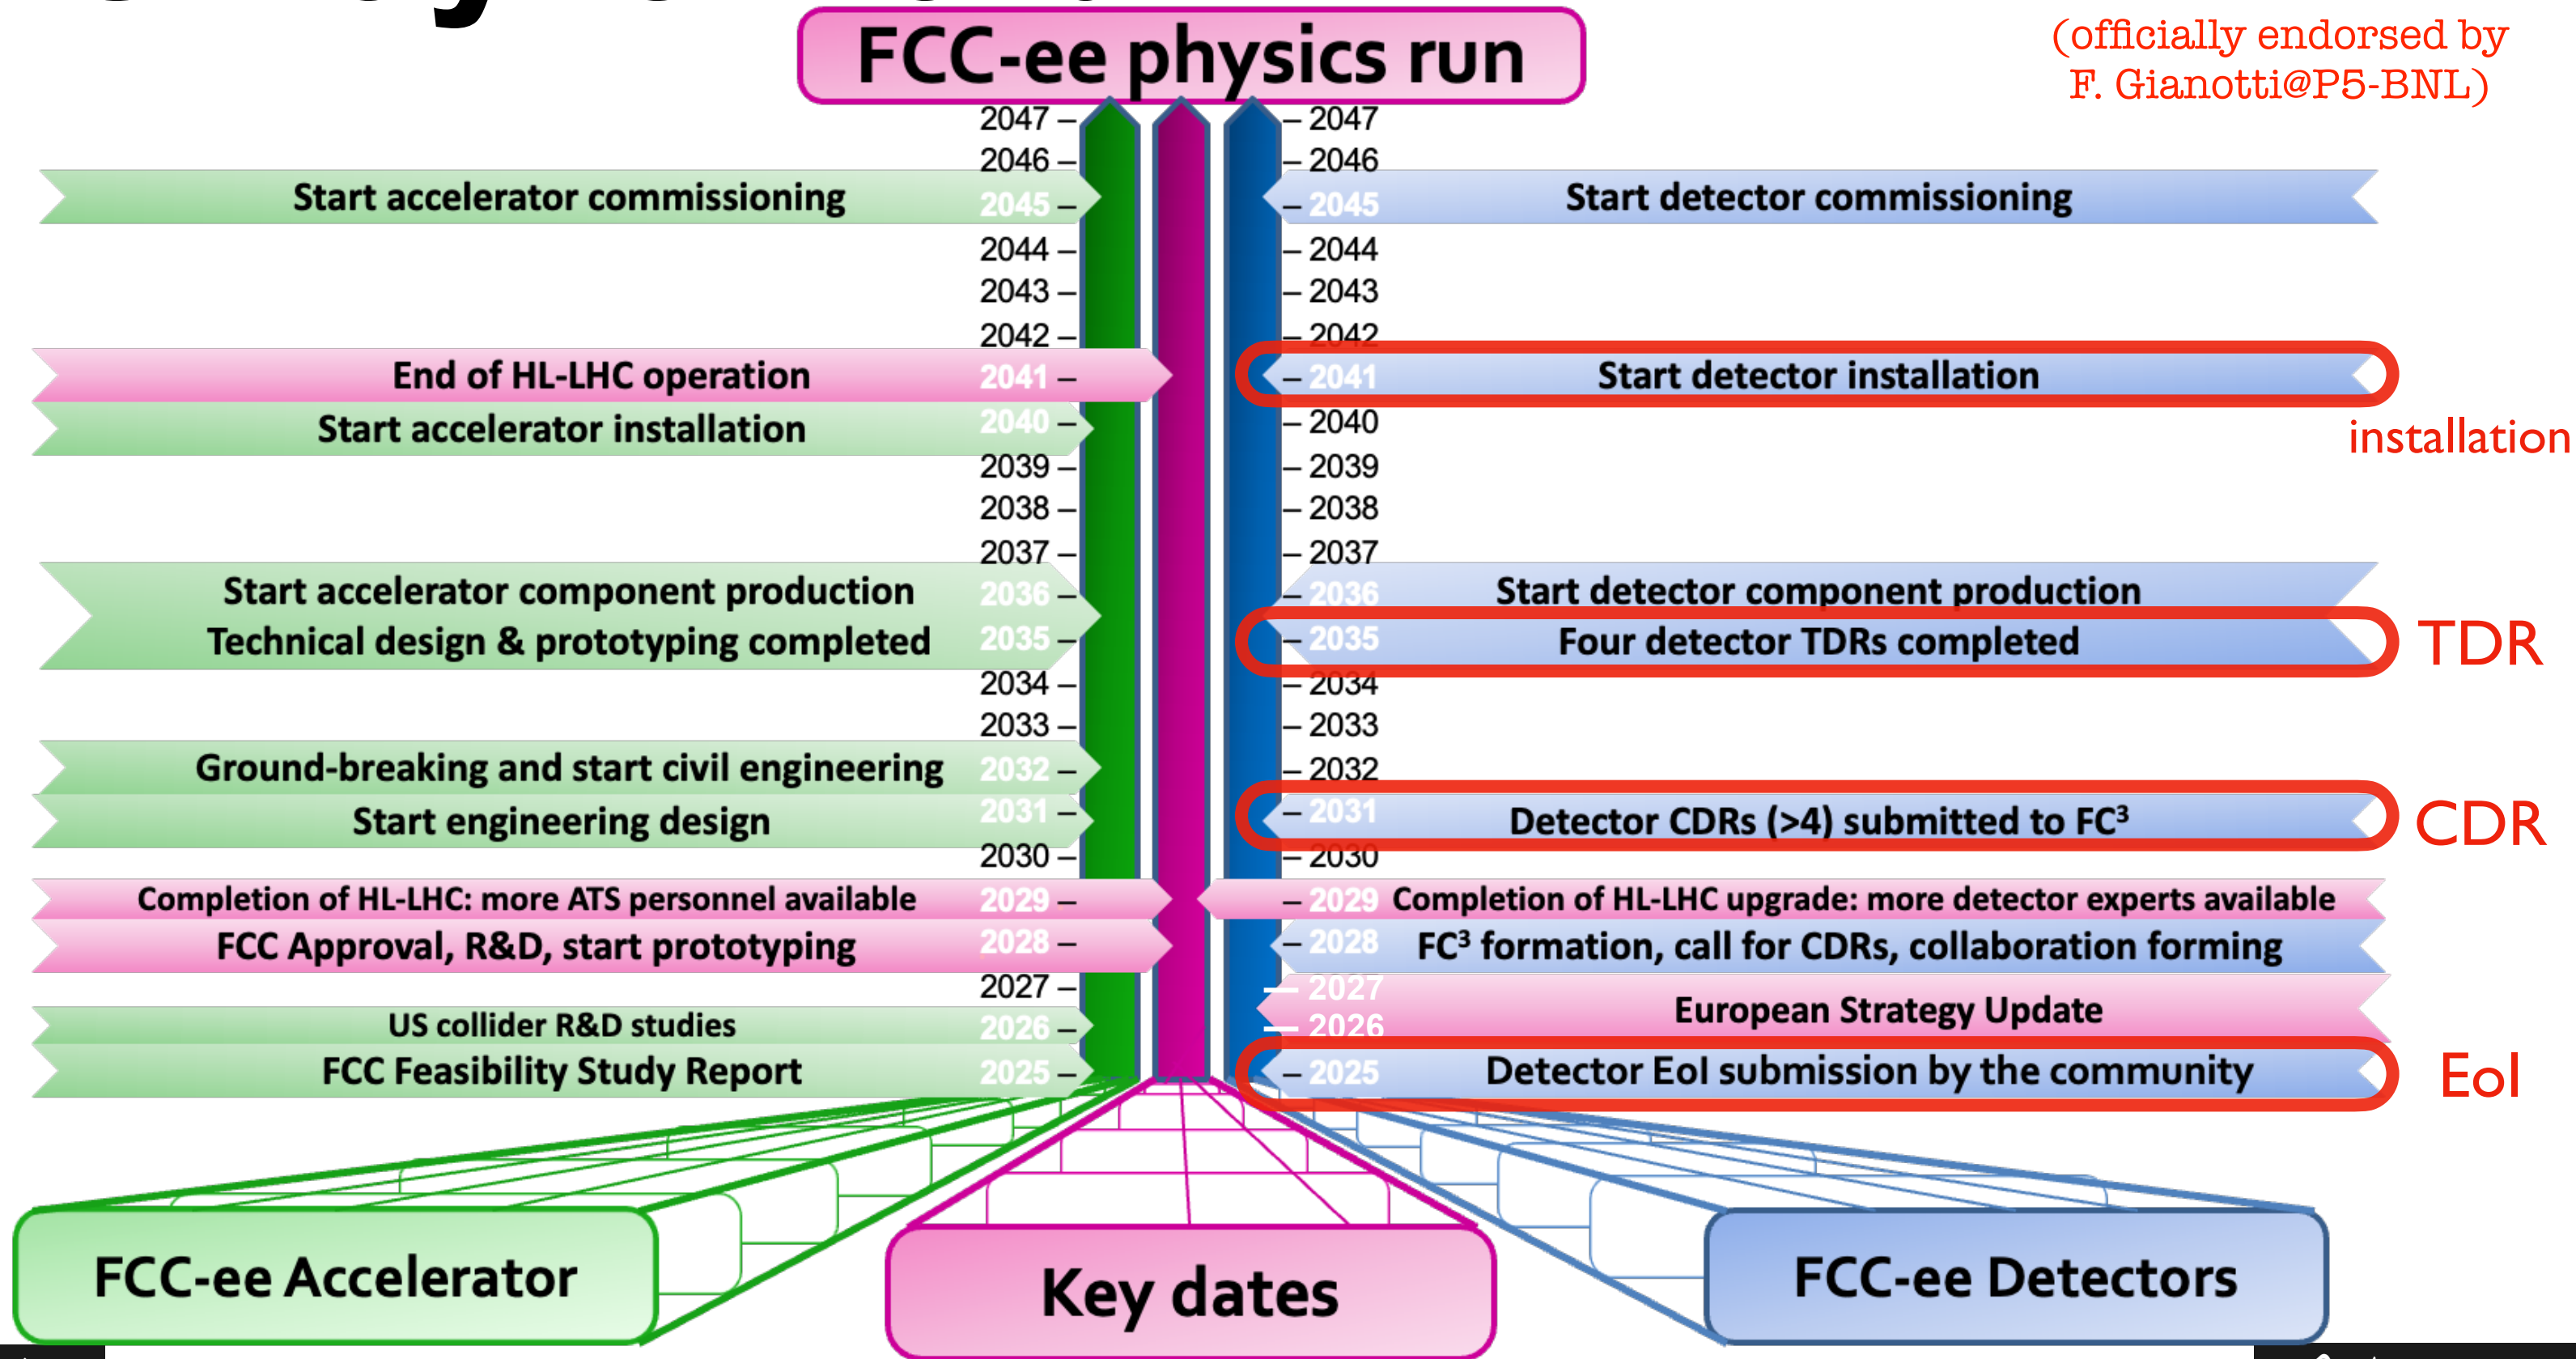 FCC-ee physics run
(officially endorsed by
F. Gianotti@P5-BNL)
2047 – – 2047
2046 – – 2046
Start accelerator commissioning 2045 – – 2045 Start detector commissioning
2044 – – 2044
2043 – – 2043
2042 – – 2042
End of HL-LHC operation 2041 – – 2041 Start detector installation
Start accelerator installation 2040 – – 2040 installation
2039 – – 2039
2038 – – 2038
2037 – – 2037
Start accelerator component production 2036 – – 2036 Start detector component production
Technical design & prototyping completed 2035 – – 2035 Four detector TDRs completed TDR
2034 – – 2034
2033 – – 2033
Ground-breaking and start civil engineering 2032 – – 2032
Start engineering design 2031 – – 2031 Detector CDRs (>4) submitted to FC³ CDR
2030 – – 2030
Completion of HL-LHC: more ATS personnel available 2029 – – 2029 Completion of HL-LHC upgrade: more detector experts available
FCC Approval, R&D, start prototyping 2028 – – 2028 FC³ formation, call for CDRs, collaboration forming
2027 – — 2027
European Strategy Update
US collider R&D studies 2026 – — 2026
FCC Feasibility Study Report 2025 – – 2025 Detector EoI submission by the community EoI
FCC-ee Accelerator
Key dates
FCC-ee Detectors